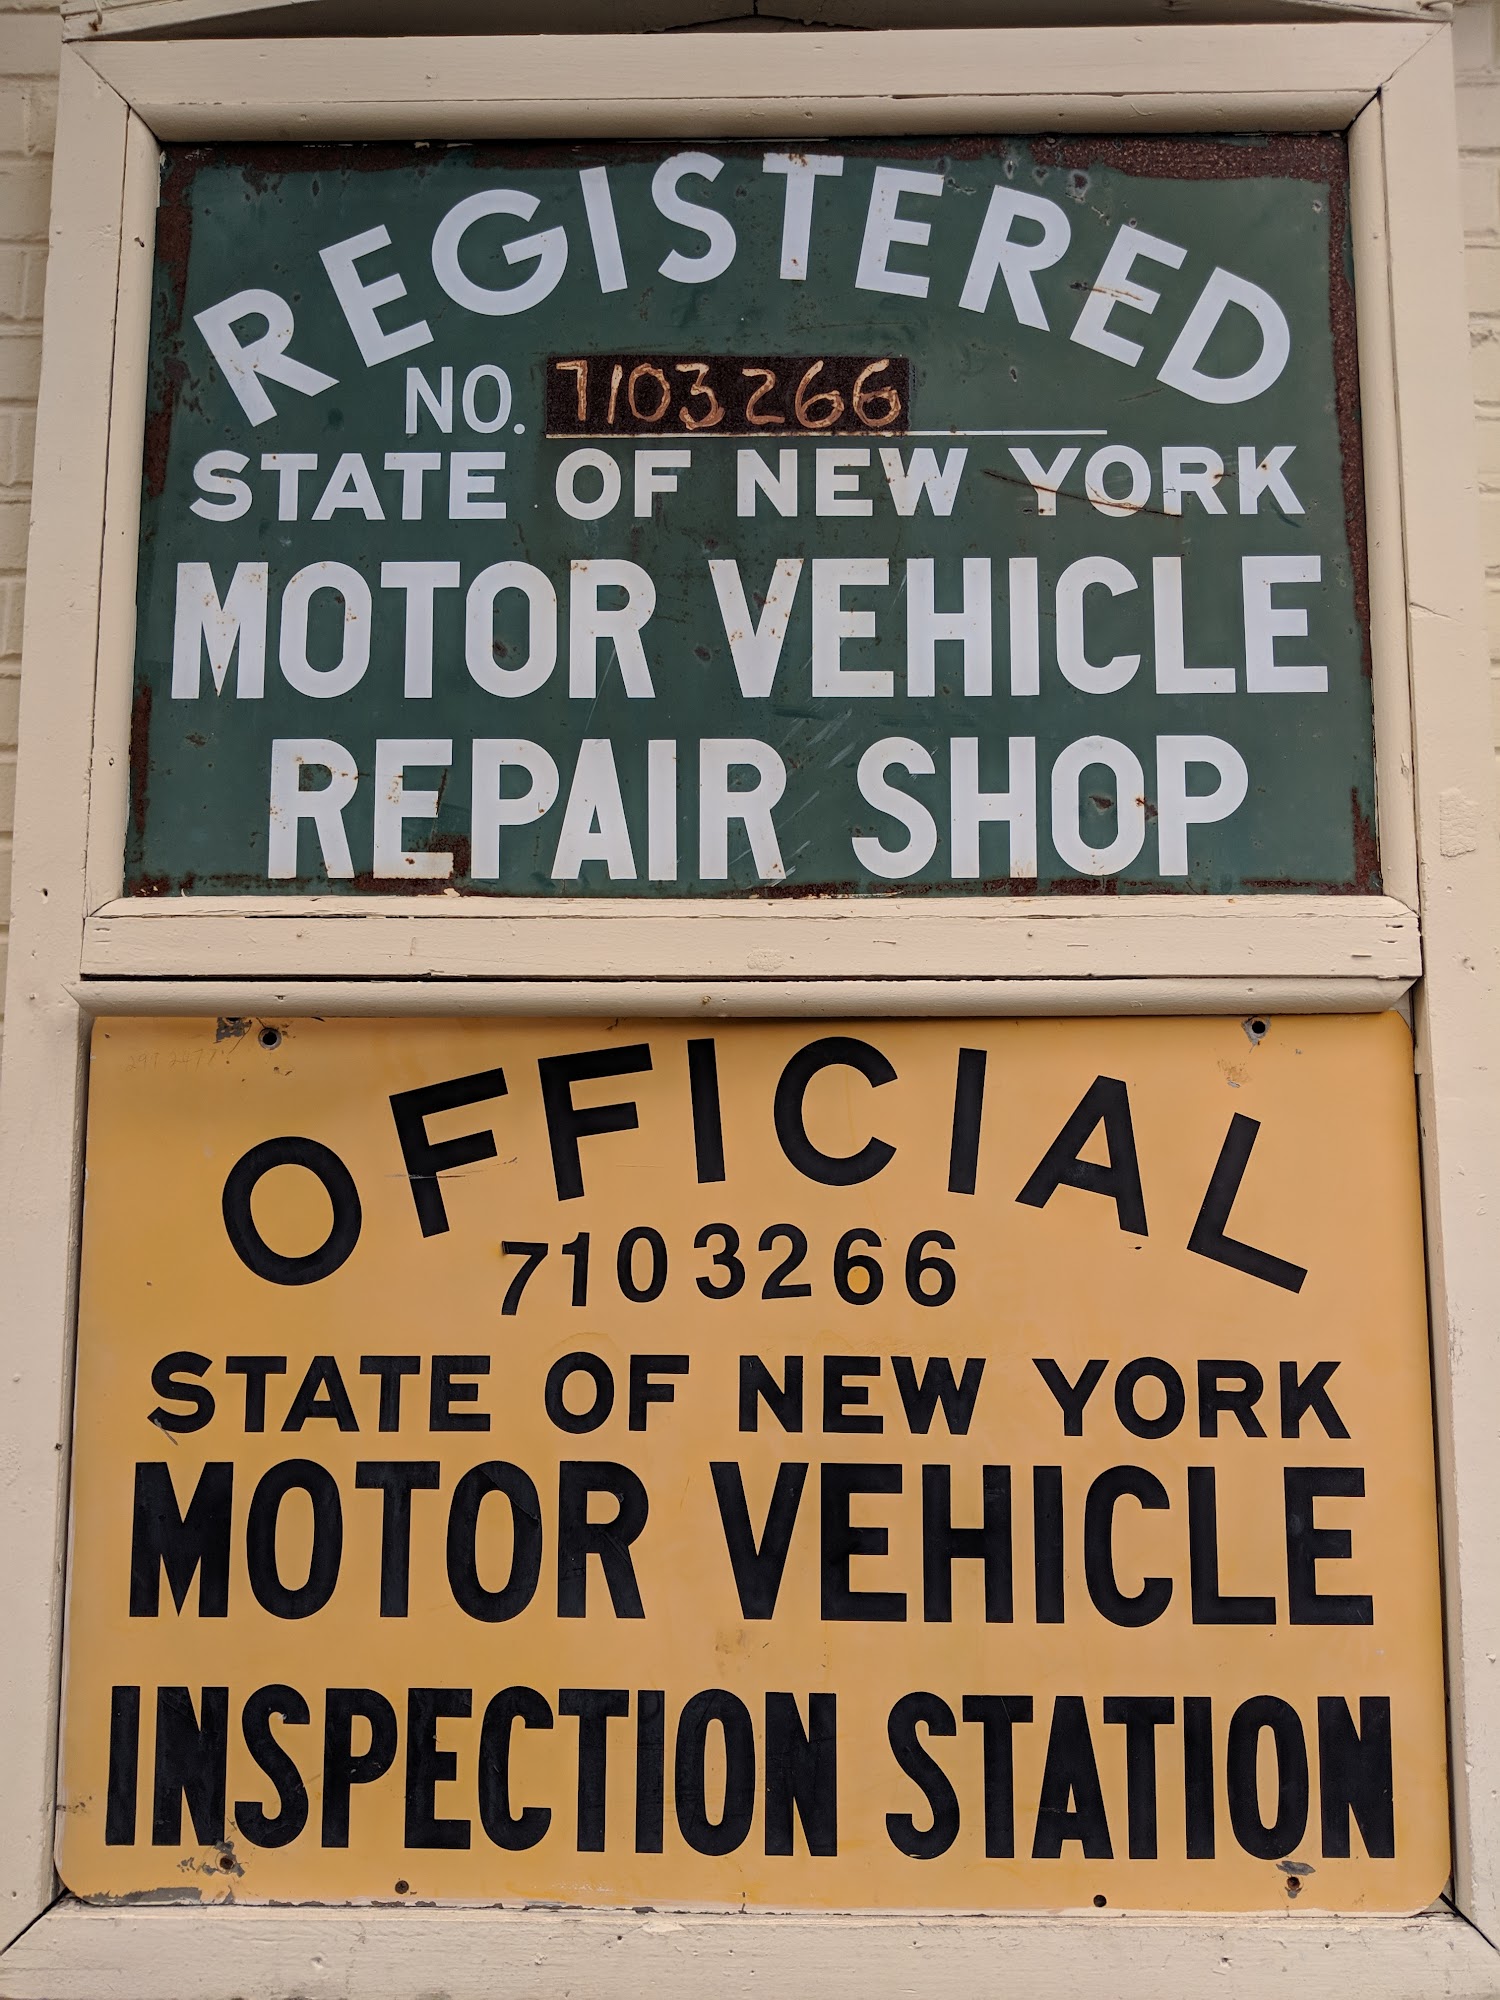 REGISTERED
NO. 7103266
STATE OF NEW YORK
MOTOR VEHICLE
REPAIR SHOP
OFFICIAL
7103266
STATE OF NEW YORK
MOTOR VEHICLE
INSPECTION STATION